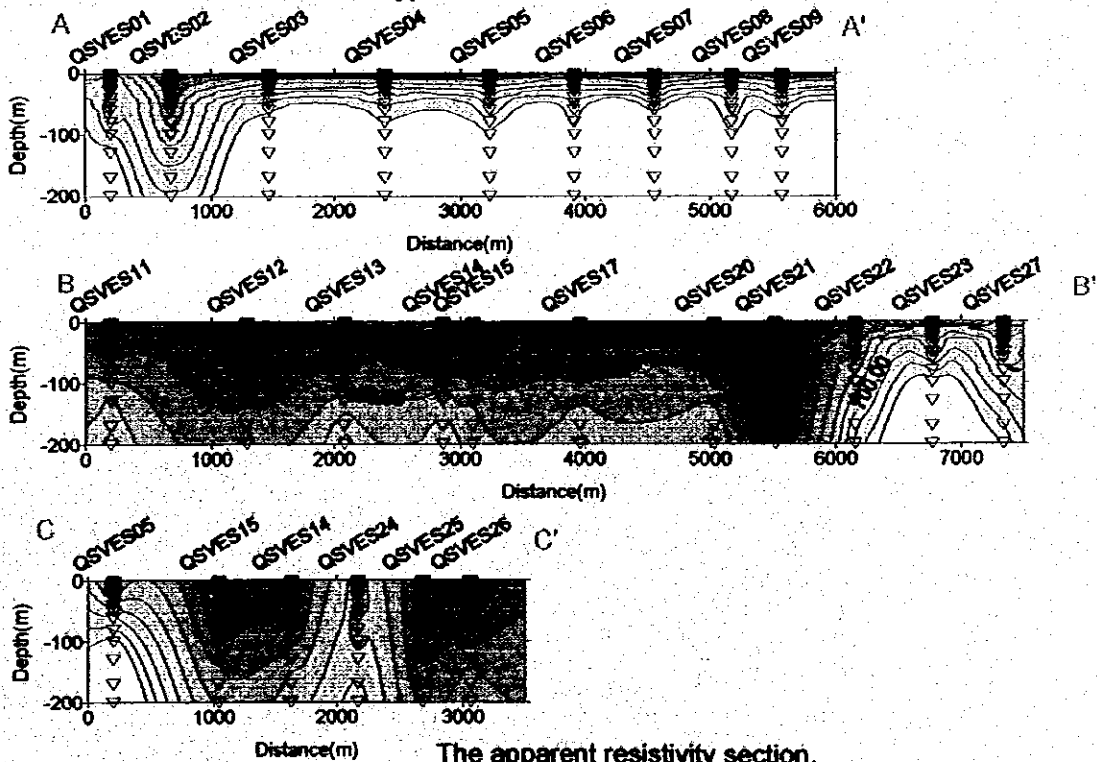 A QSVES01 QSVES02 QSVES03 QSVES04 QSVES05 QSVES06 QSVES07 QSVES08 QSVES09 A'
0
-100
-200
Depth(m)
0 1000 2000 3000 4000 5000 6000
Distance(m)
B QSVES11 QSVES12 QSVES13 QSVES14 QSVES15 QSVES17 QSVES20 QSVES21 QSVES22 QSVES23 QSVES27 B'
0
-100
-200
Depth(m)
700.00
0 1000 2000 3000 4000 5000 6000 7000
Distance(m)
C QSVES05 QSVES15 QSVES14 QSVES24 QSVES25 QSVES26 C'
0
-100
-200
Depth(m)
0 1000 2000 3000
Distance(m)
The apparent resistivity section.